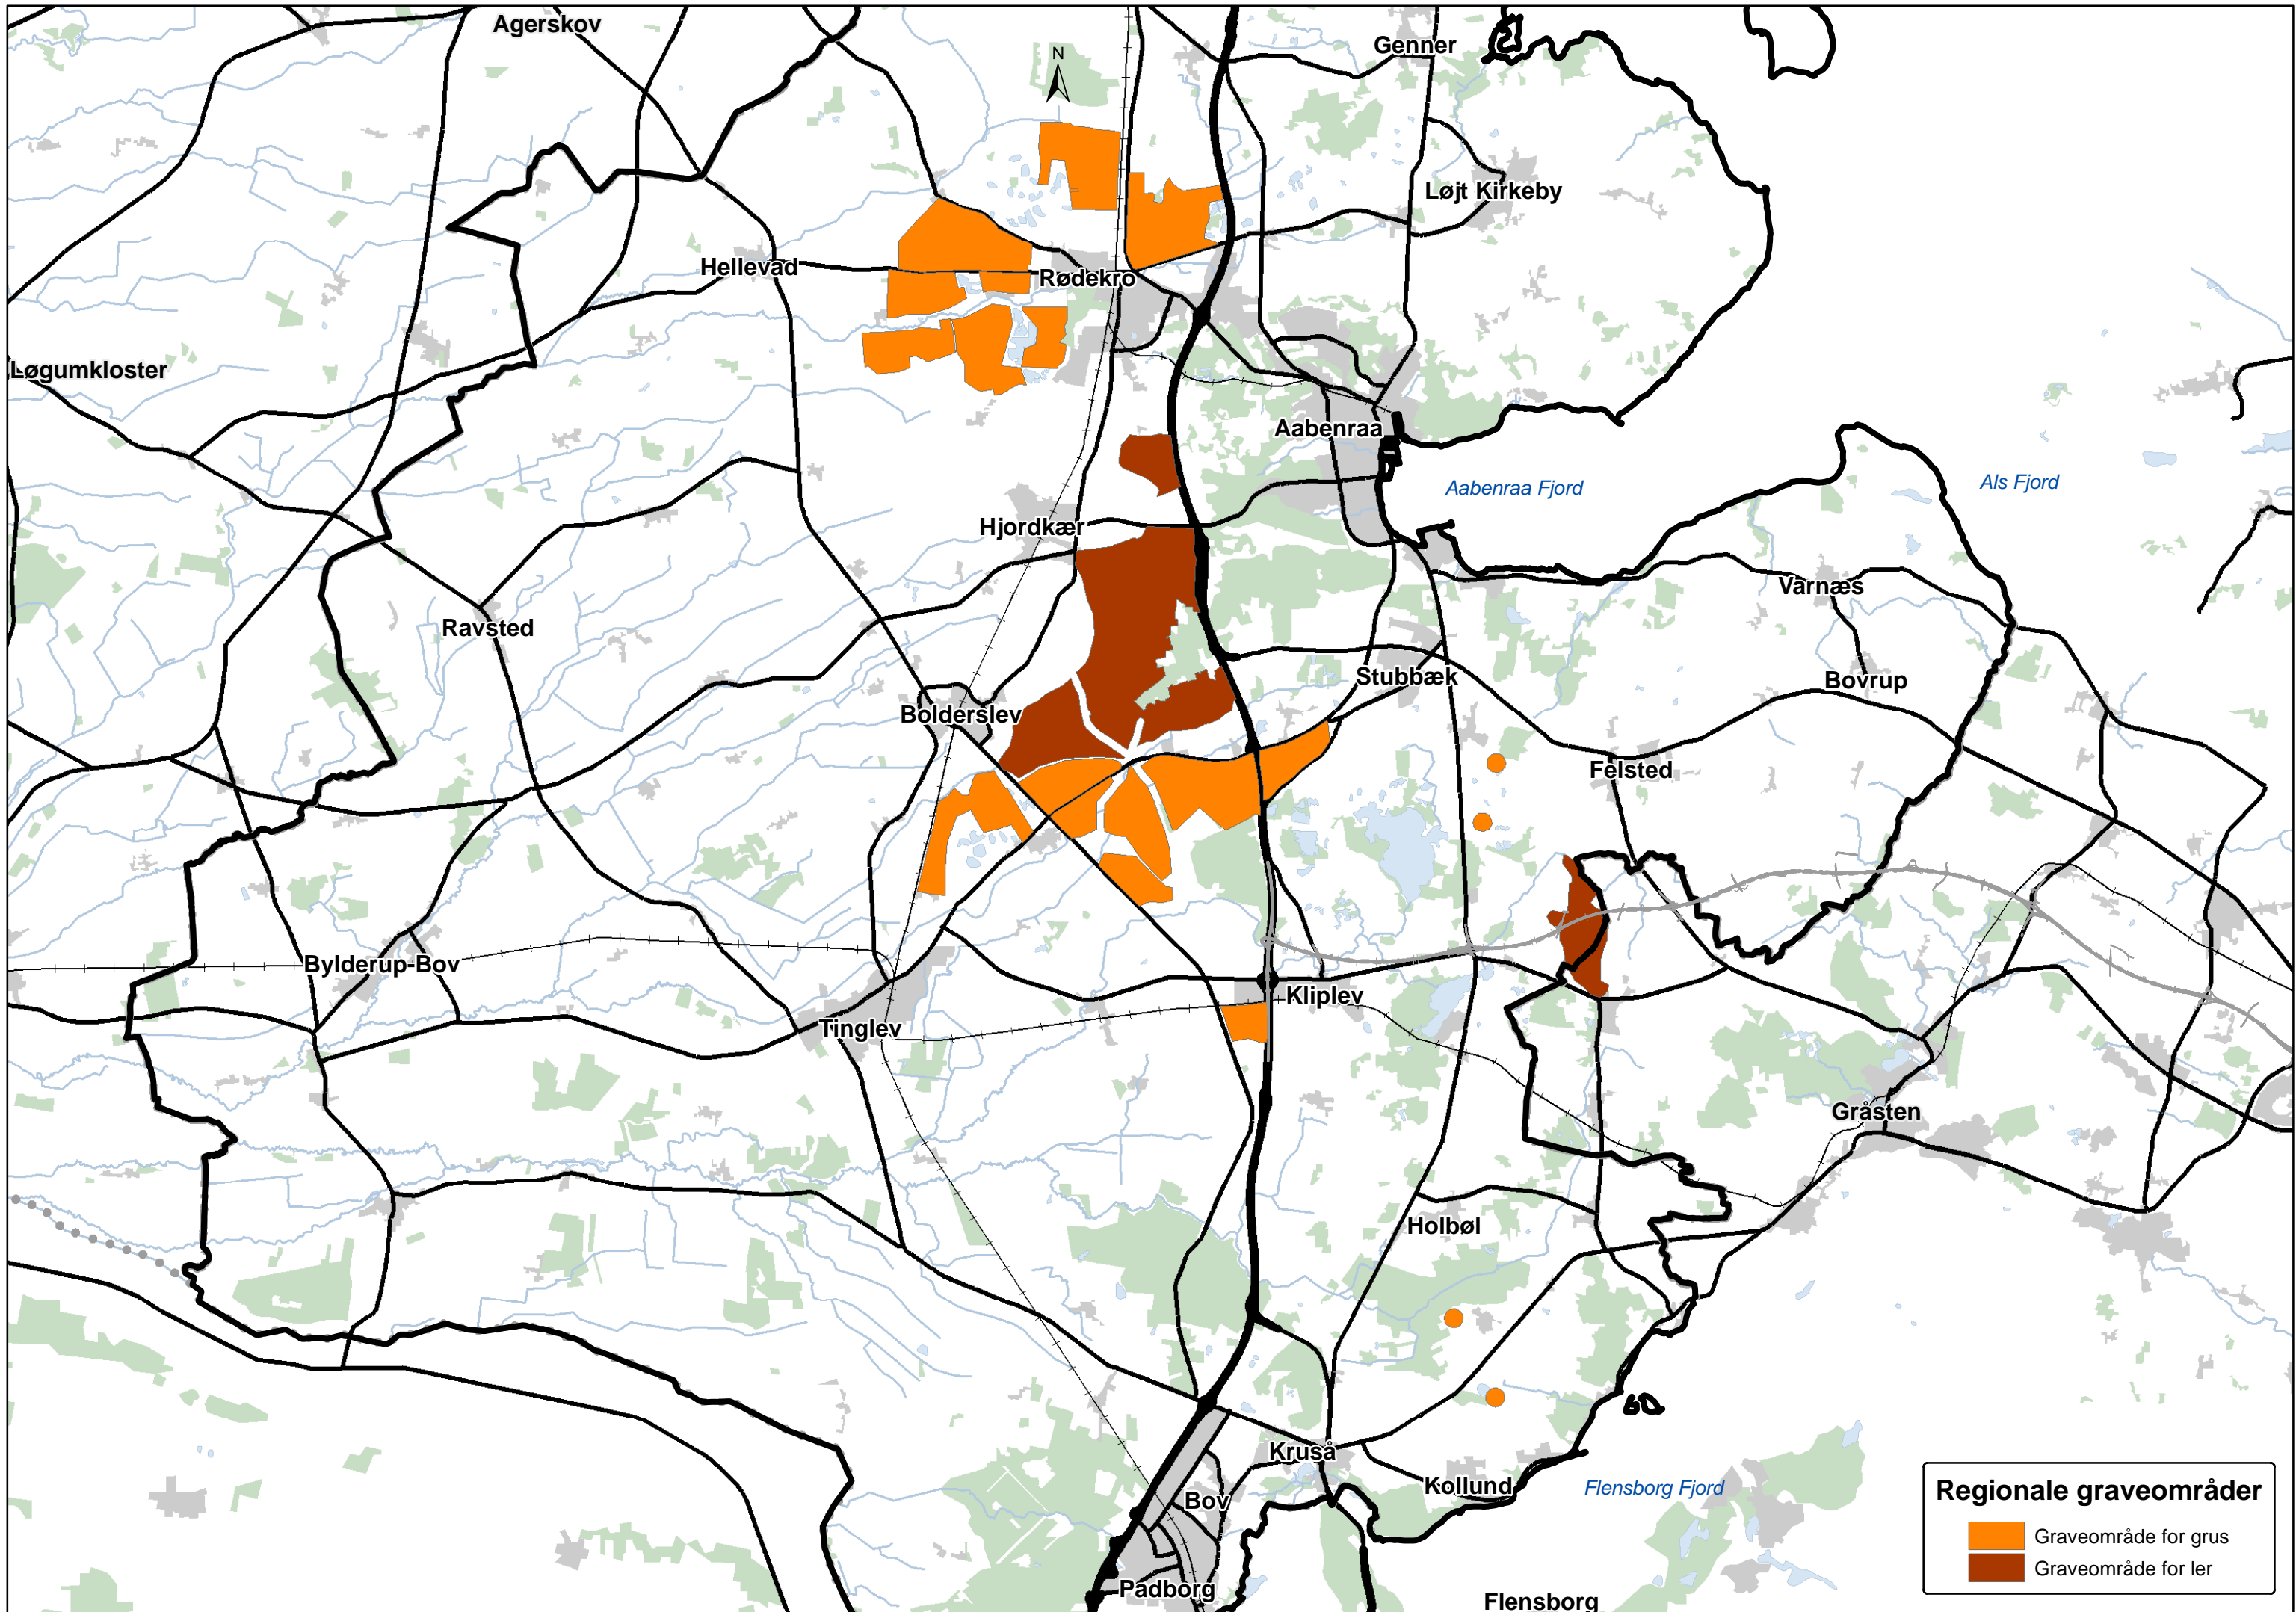 Agerskov
Genner
N
Løjt Kirkeby
Hellevad
Rødekro
Løgumkloster
Aabenraa
Aabenraa Fjord
Als Fjord
Hjordkær
Varnæs
Ravsted
Stubbæk
Bovrup
Bolderslev
Felsted
Bylderup-Bov
Kliplev
Tinglev
Gråsten
Holbøl
Kruså
Kollund
Flensborg Fjord
Bov
Padborg
Flensborg
Regionale graveområder
Graveområde for grus
Graveområde for ler